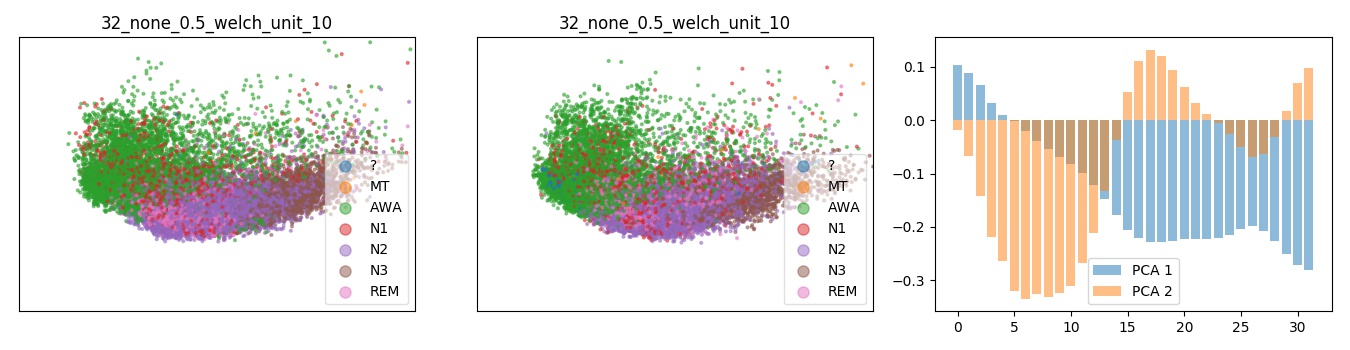 32_none_0.5_welch_unit_10
?
MT
AWA
N1
N2
N3
REM
32_none_0.5_welch_unit_10
?
MT
AWA
N1
N2
N3
REM
0.1
0.0
−0.1
−0.2
−0.3
PCA 1
PCA 2
0 5 10 15 20 25 30